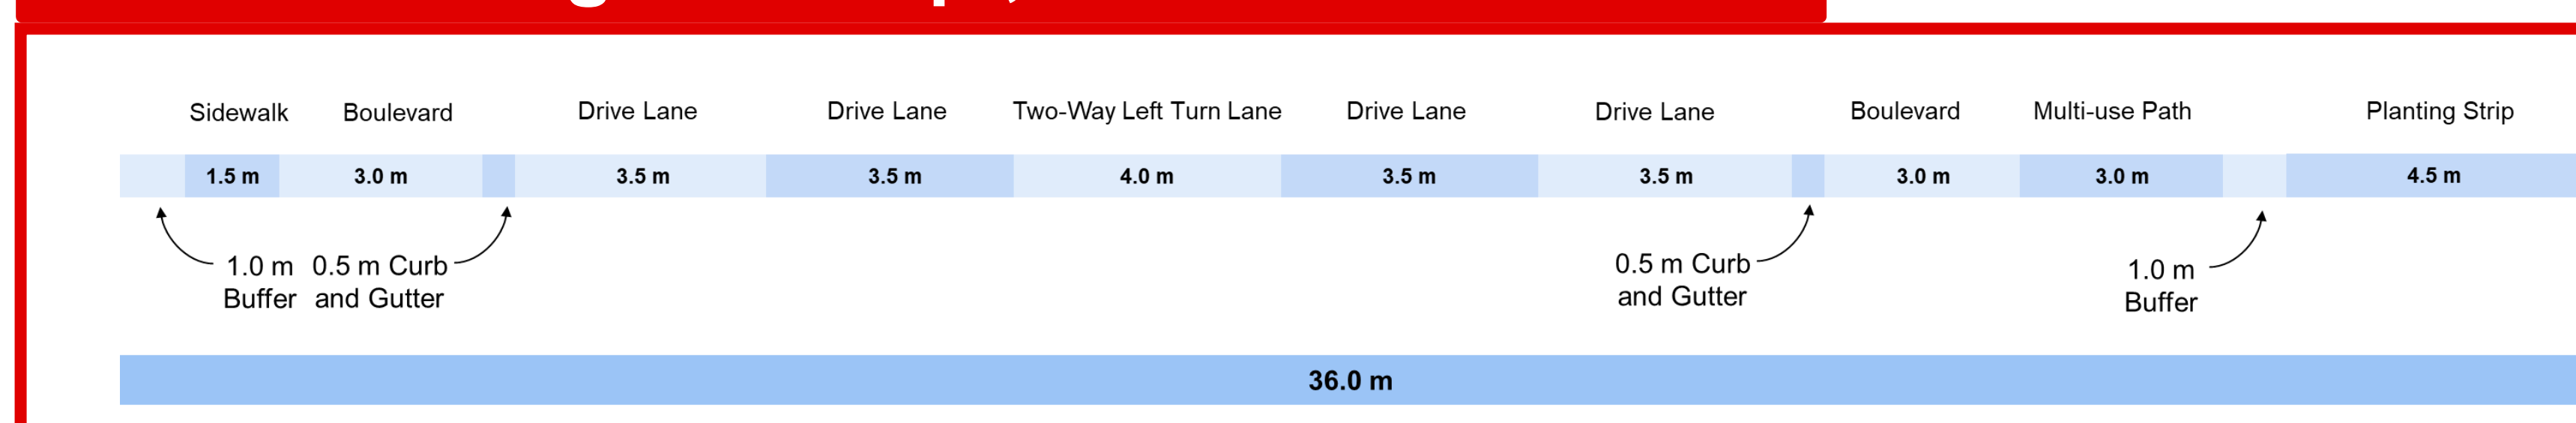 Sidewalk Boulevard Drive Lane Drive Lane Two-Way Left Turn Lane Drive Lane Drive Lane Boulevard Multi-use Path Planting Strip
1.5 m 3.0 m 3.5 m 3.5 m 4.0 m 3.5 m 3.5 m 3.0 m 3.0 m 4.5 m
1.0 m
Buffer
0.5 m Curb
and Gutter
0.5 m Curb
and Gutter
1.0 m
Buffer
36.0 m